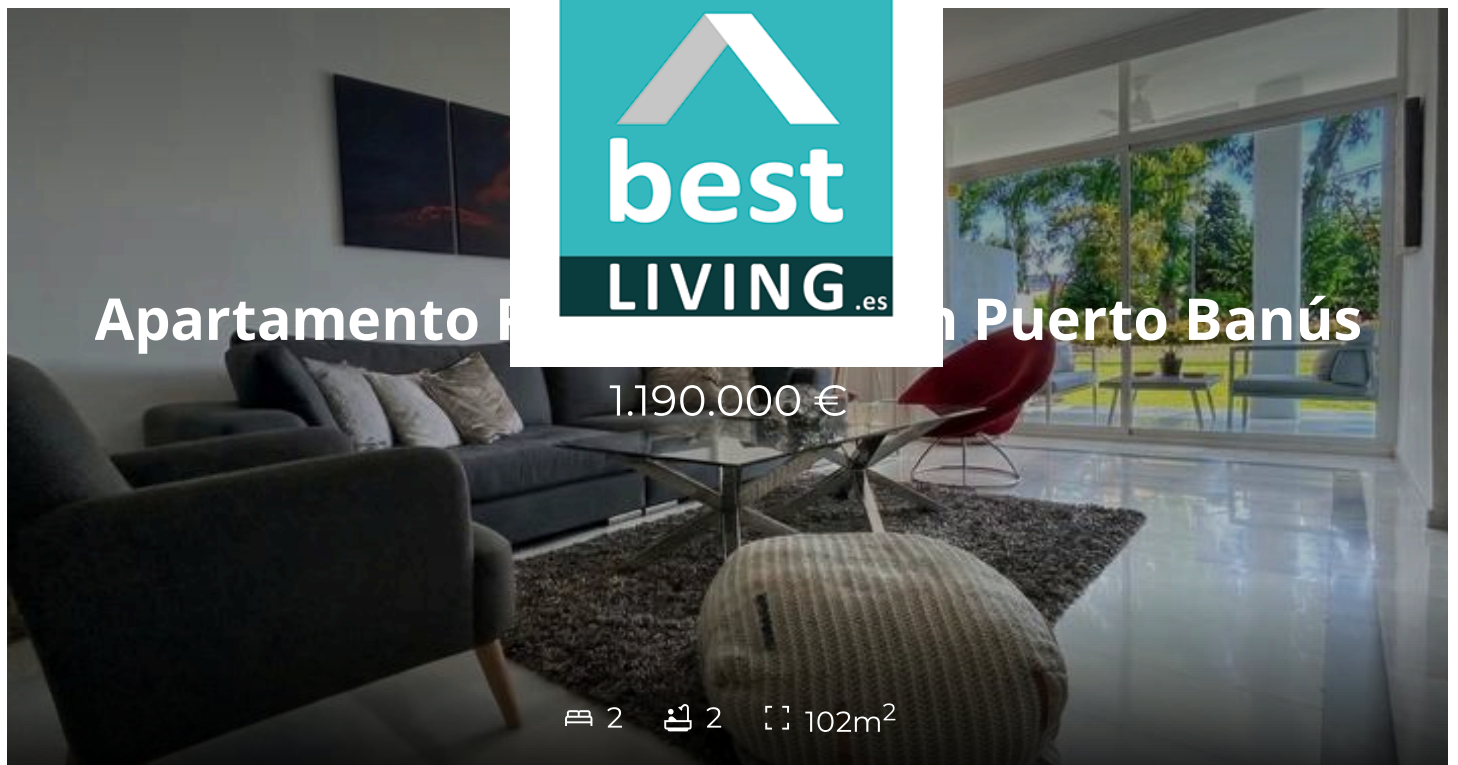 best
LIVING.es
Apartamento Puerto Banús
1.190.000 €
2 2 102m²